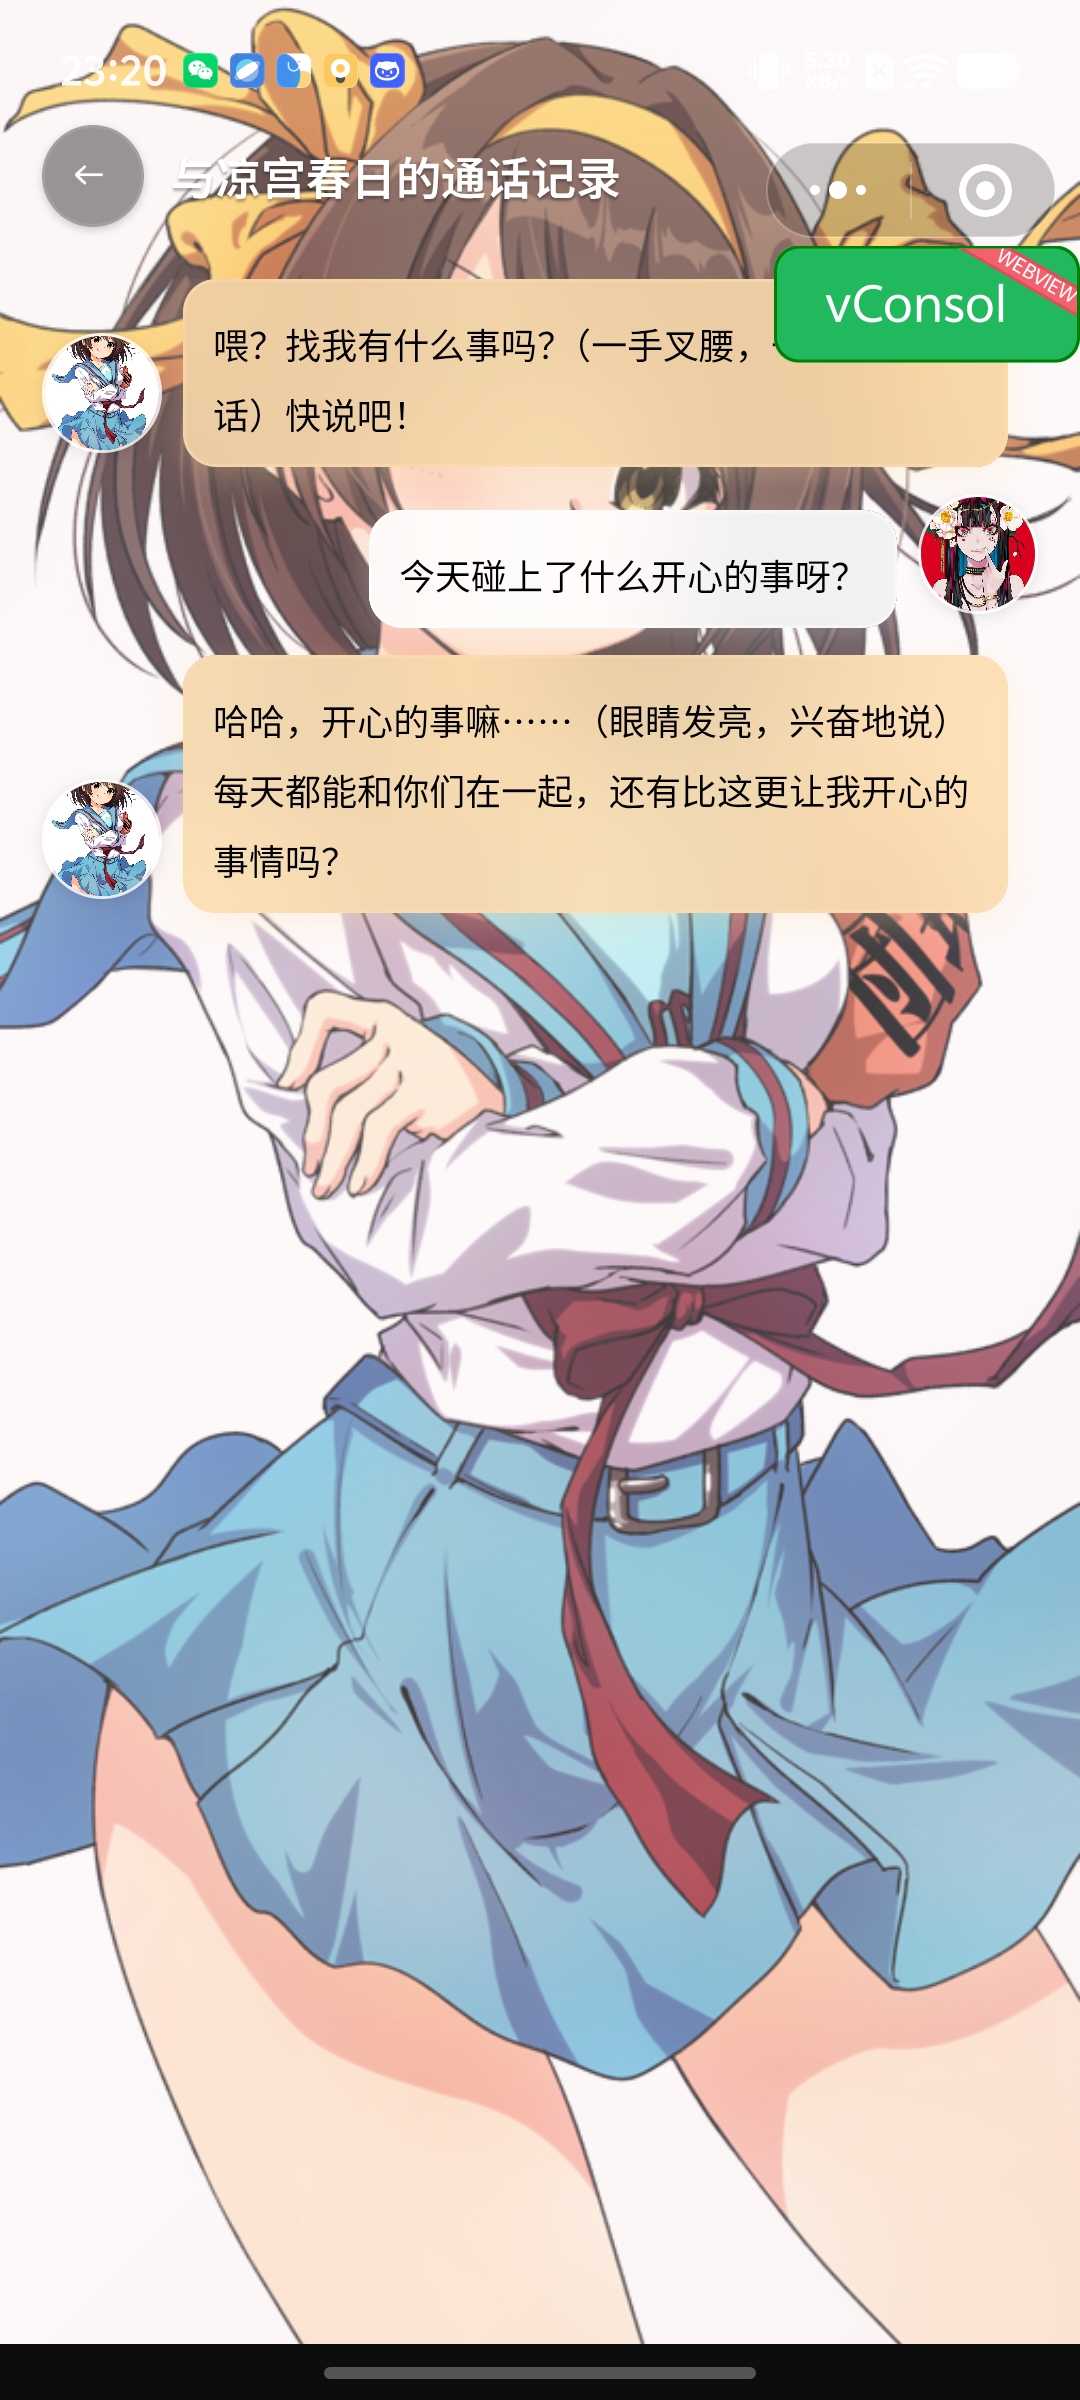 23:20
5.30
KB/s
与凉宫春日的通话记录
WEBVIEW
vConsol
喂？找我有什么事吗？（一手叉腰，
话）快说吧！
今天碰上了什么开心的事呀？
哈哈，开心的事嘛……（眼睛发亮，兴奋地说）
每天都能和你们在一起，还有比这更让我开心的
事情吗？
团